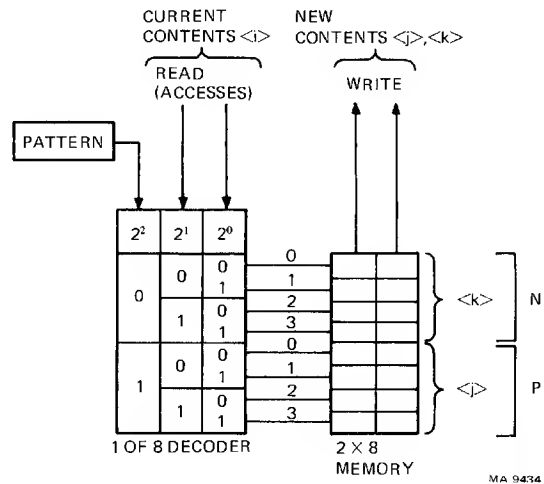 CURRENT
CONTENTS <i>
READ
(ACCESSES)
NEW
CONTENTS <j>,<k>
WRITE
PATTERN
2² 2¹ 2⁰
0 0 0
1
1 0
1
1 0 0
1
1 0
1
0
1
2
3
0
1
2
3
<k> N
<j> P
1 OF 8 DECODER
2 X 8
MEMORY
MA 9434